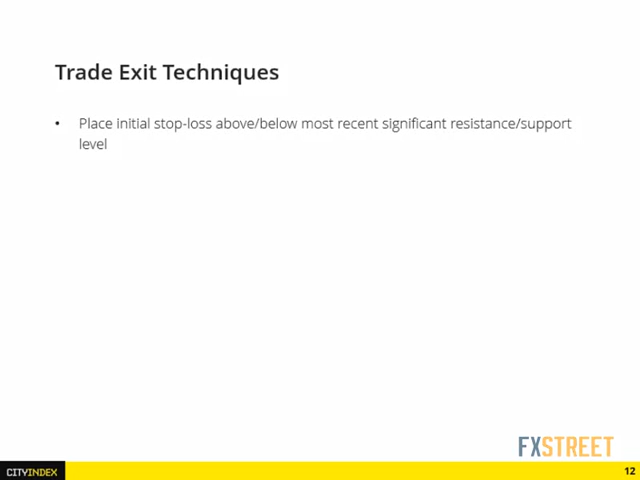 Trade Exit Techniques
• Place initial stop-loss above/below most recent significant resistance/support
level
FXSTREET
CITYINDEX
12